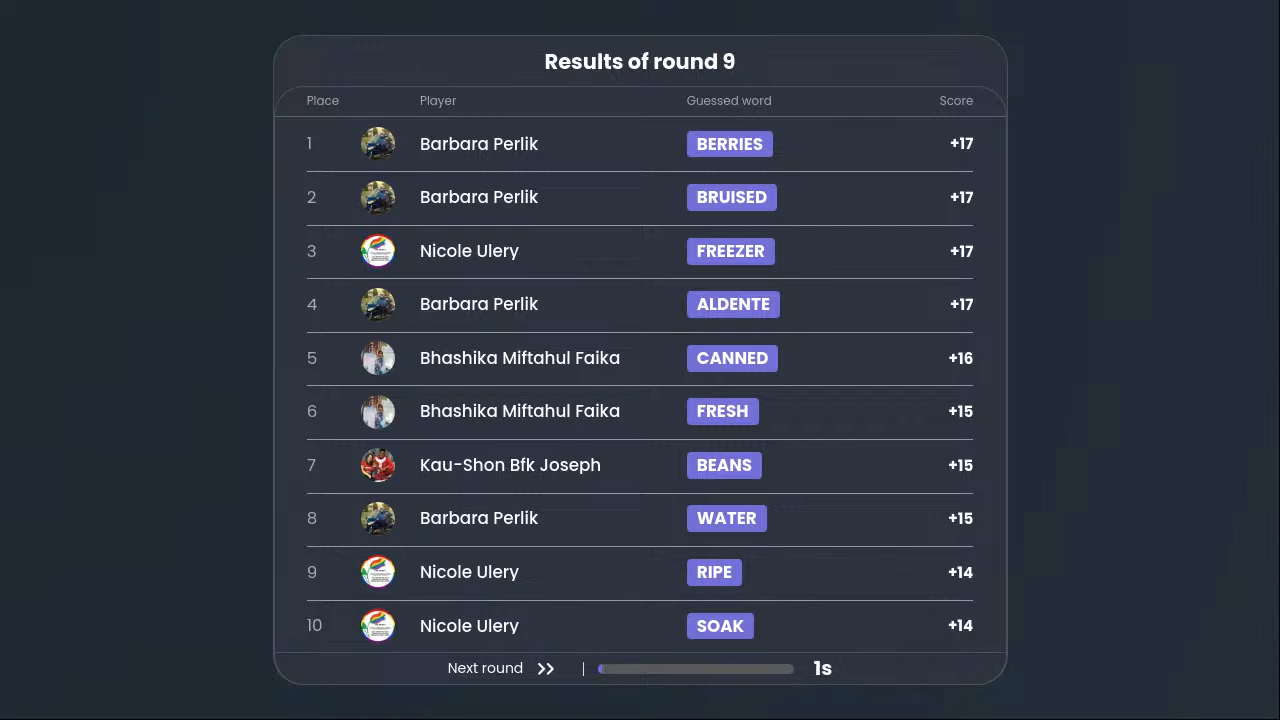 Results of round 9
Place Player Guessed word Score
1 Barbara Perlik BERRIES +17
2 Barbara Perlik BRUISED +17
3 Nicole Ulery FREEZER +17
4 Barbara Perlik ALDENTE +17
5 Bhashika Miftahul Faika CANNED +16
6 Bhashika Miftahul Faika FRESH +15
7 Kau-Shon Bfk Joseph BEANS +15
8 Barbara Perlik WATER +15
9 Nicole Ulery RIPE +14
10 Nicole Ulery SOAK +14
Next round 1s